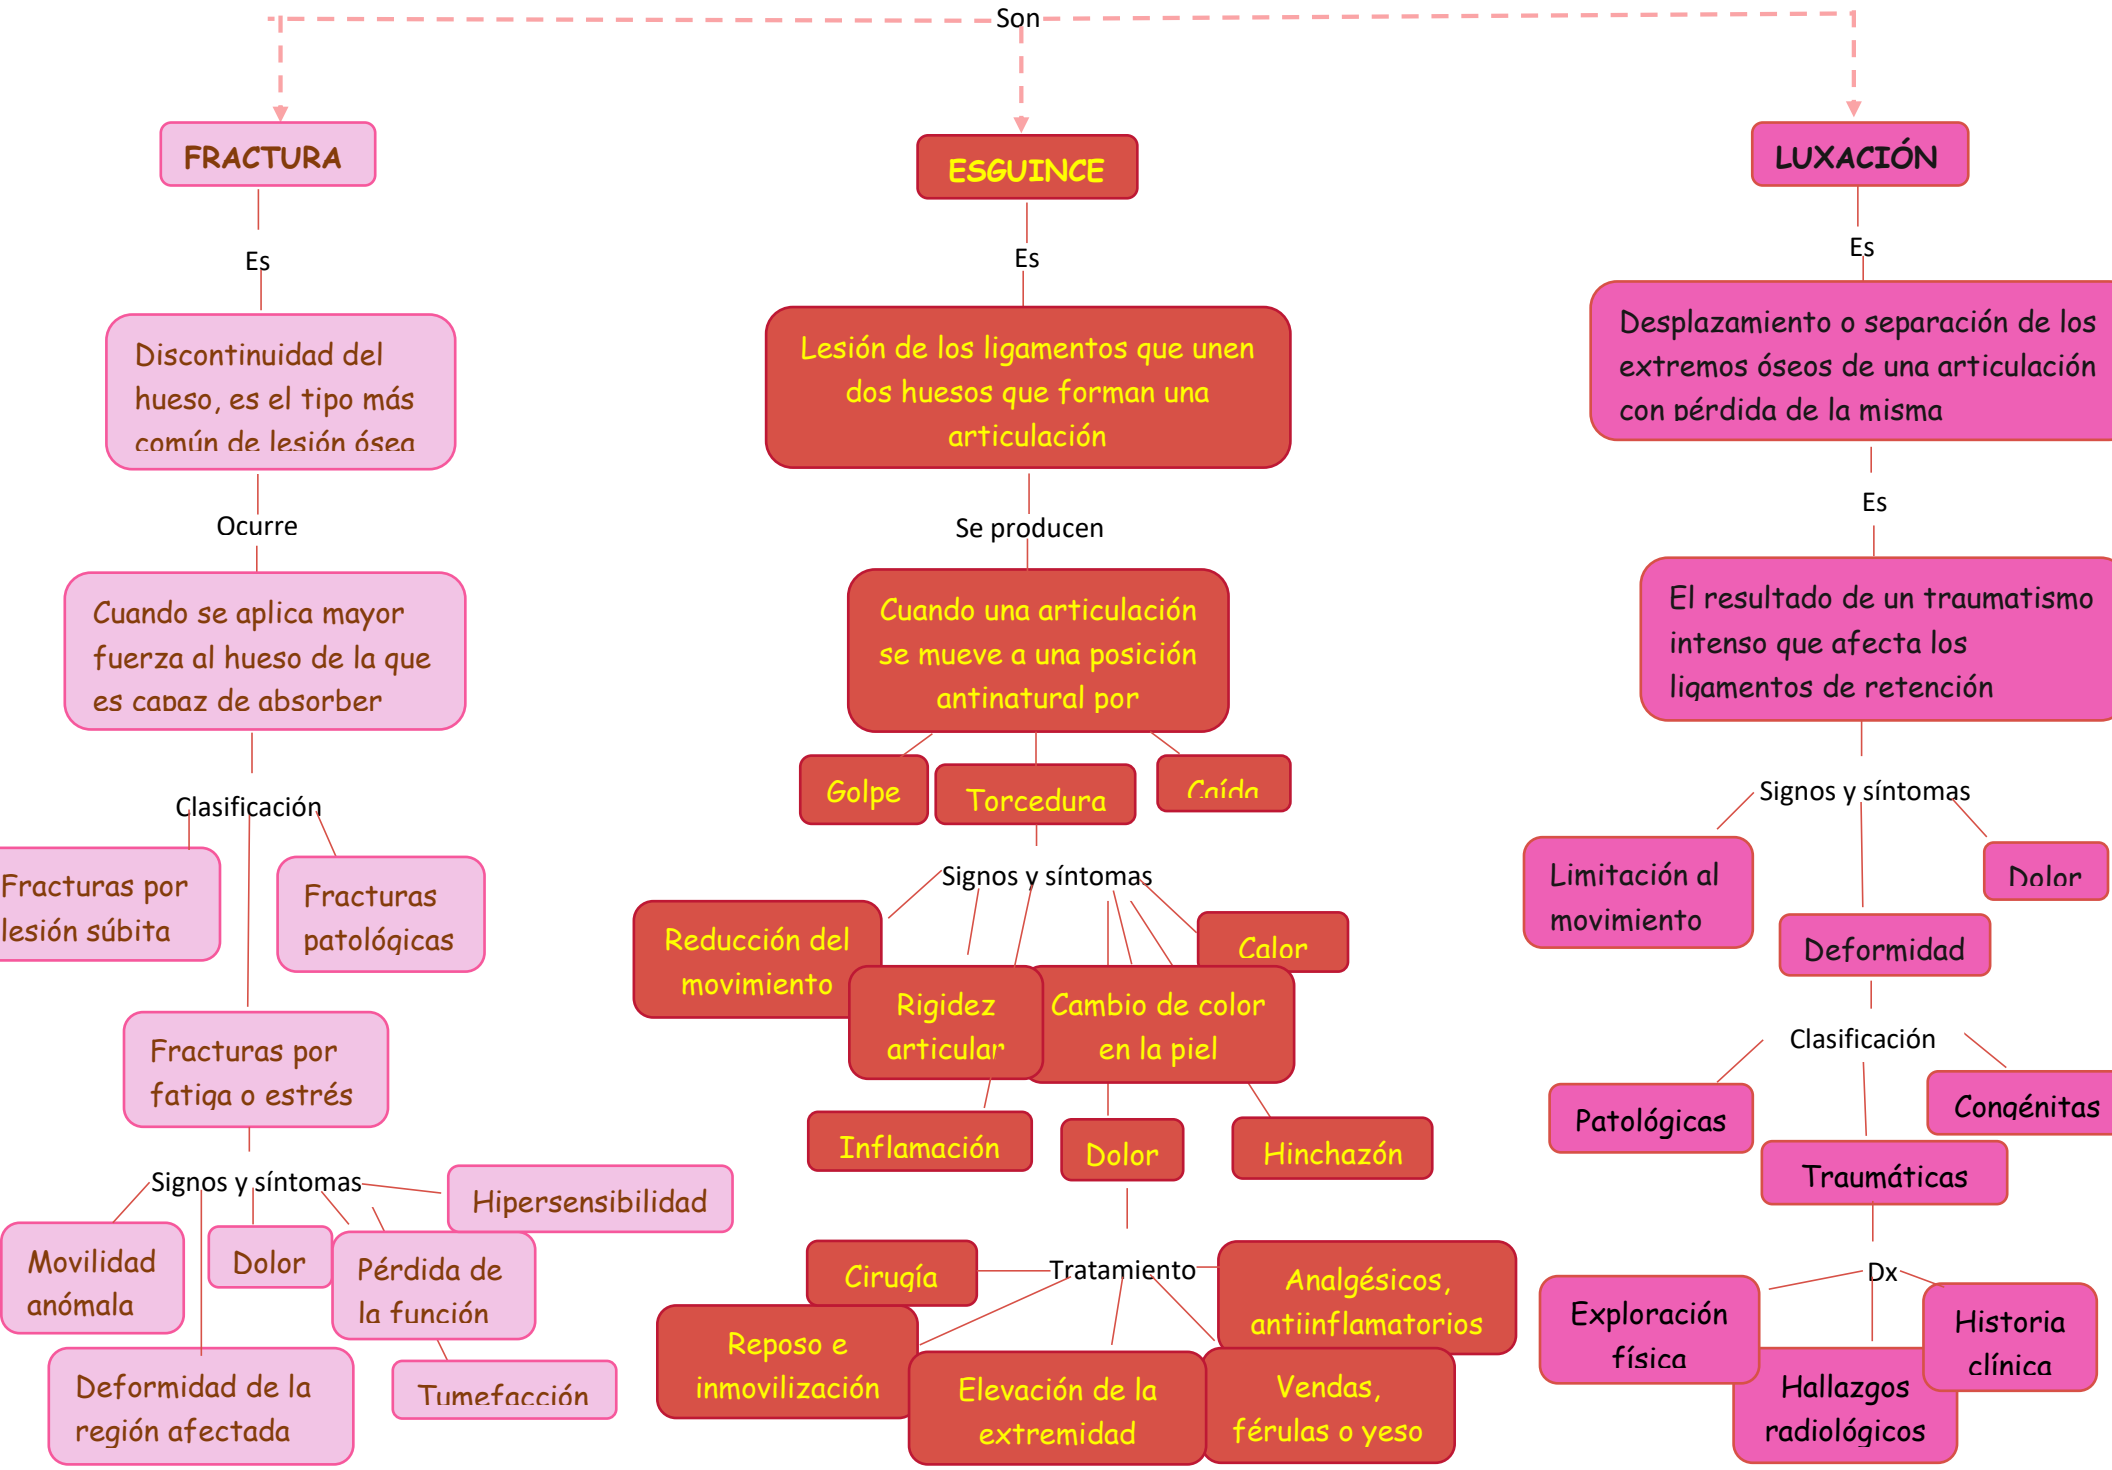 Son
FRACTURA
Es
Discontinuidad del
hueso, es el tipo más
común de lesión ósea
Ocurre
Cuando se aplica mayor
fuerza al hueso de la que
es capaz de absorber
Clasificación
Fracturas por
lesión súbita
Fracturas
patológicas
Fracturas por
fatiga o estrés
Signos y síntomas
Hipersensibilidad
Movilidad
anómala
Dolor
Pérdida de
la función
Deformidad de la
región afectada
Tumefacción
ESGUINCE
Es
Lesión de los ligamentos que unen
dos huesos que forman una
articulación
Se producen
Cuando una articulación
se mueve a una posición
antinatural por
Golpe
Torcedura
Caída
Signos y síntomas
Reducción del
movimiento
Calor
Rigidez
articular
Cambio de color
en la piel
Inflamación
Dolor
Hinchazón
Tratamiento
Cirugía
Analgésicos,
antiinflamatorios
Reposo e
inmovilización
Elevación de la
extremidad
Vendas,
férulas o yeso
LUXACIÓN
Es
Desplazamiento o separación de los
extremos óseos de una articulación
con pérdida de la misma
Es
El resultado de un traumatismo
intenso que afecta los
ligamentos de retención
Signos y síntomas
Limitación al
movimiento
Dolor
Deformidad
Clasificación
Patológicas
Congénitas
Traumáticas
Dx
Exploración
física
Historia
clínica
Hallazgos
radiológicos